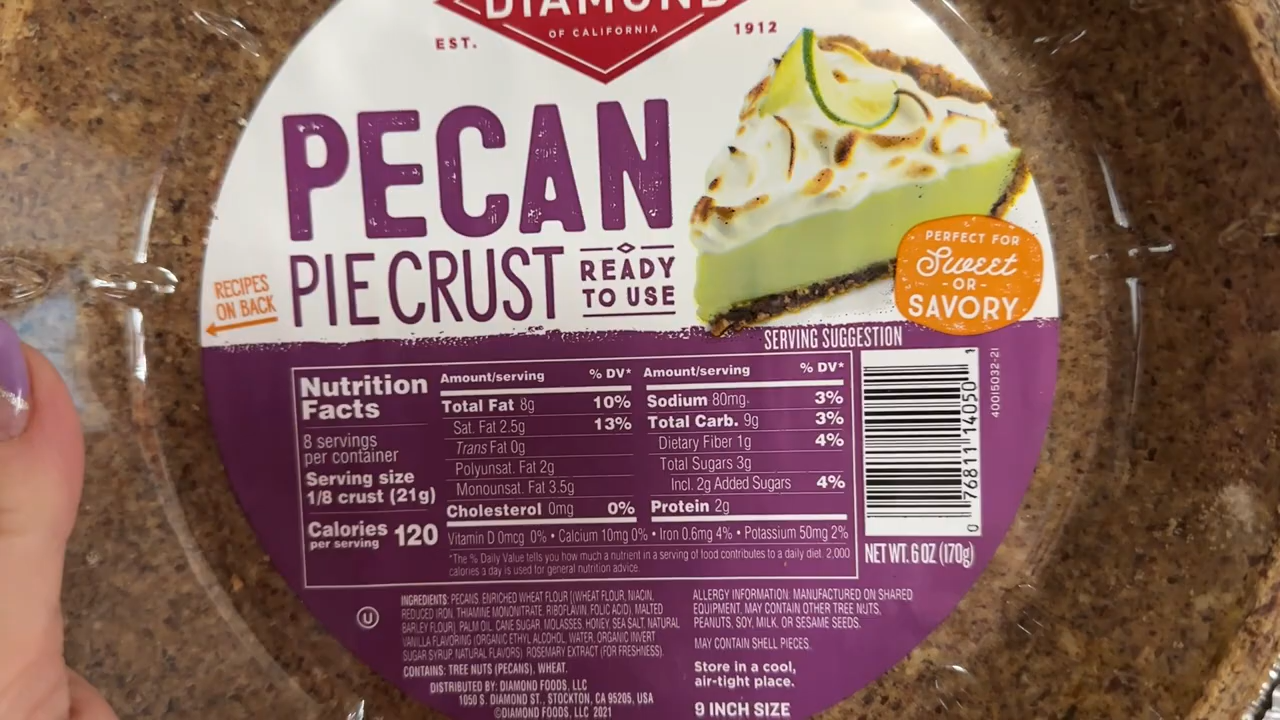 DIAMOND
OF CALIFORNIA
EST.
1912
PECAN
PIE CRUST
READY
TO USE
RECIPES
ON BACK
PERFECT FOR
Sweet
-OR-
SAVORY
SERVING SUGGESTION
Nutrition
Facts
8 servings
per container
Serving size
1/8 crust (21g)
Calories 120
per serving
Amount/serving % DV*
Total Fat 8g 10%
Sat. Fat 2.5g 13%
Trans Fat 0g
Polyunsat. Fat 2g
Monounsat. Fat 3.5g
Cholesterol 0mg 0%
Amount/serving % DV*
Sodium 80mg 3%
Total Carb. 9g 3%
Dietary Fiber 1g 4%
Total Sugars 3g
Incl. 2g Added Sugars 4%
Protein 2g
Vitamin D 0mcg 0% • Calcium 10mg 0% • Iron 0.6mg 4% • Potassium 50mg 2%
*The % Daily Value tells you how much a nutrient in a serving of food contributes to a daily diet. 2,000
calories a day is used for general nutrition advice.
0 76811 14050 1
40015032-21
NET WT. 6 OZ (170g)
U
INGREDIENTS: PECANS, ENRICHED WHEAT FLOUR [(WHEAT FLOUR, NIACIN,
REDUCED IRON, THIAMINE MONONITRATE, RIBOFLAVIN, FOLIC ACID), MALTED
BARLEY FLOUR], PALM OIL, CANE SUGAR, MOLASSES, HONEY, SEA SALT, NATURAL
VANILLA FLAVORING (ORGANIC ETHYL ALCOHOL, WATER, ORGANIC INVERT
SUGAR SYRUP, NATURAL FLAVORS), ROSEMARY EXTRACT (FOR FRESHNESS).
CONTAINS: TREE NUTS (PECANS), WHEAT.
DISTRIBUTED BY: DIAMOND FOODS, LLC
1050 S. DIAMOND ST., STOCKTON, CA 95205, USA
©DIAMOND FOODS, LLC 2021
ALLERGY INFORMATION: MANUFACTURED ON SHARED
EQUIPMENT, MAY CONTAIN OTHER TREE NUTS,
PEANUTS, SOY, MILK, OR SESAME SEEDS.
MAY CONTAIN SHELL PIECES.
Store in a cool,
air-tight place.
9 INCH SIZE